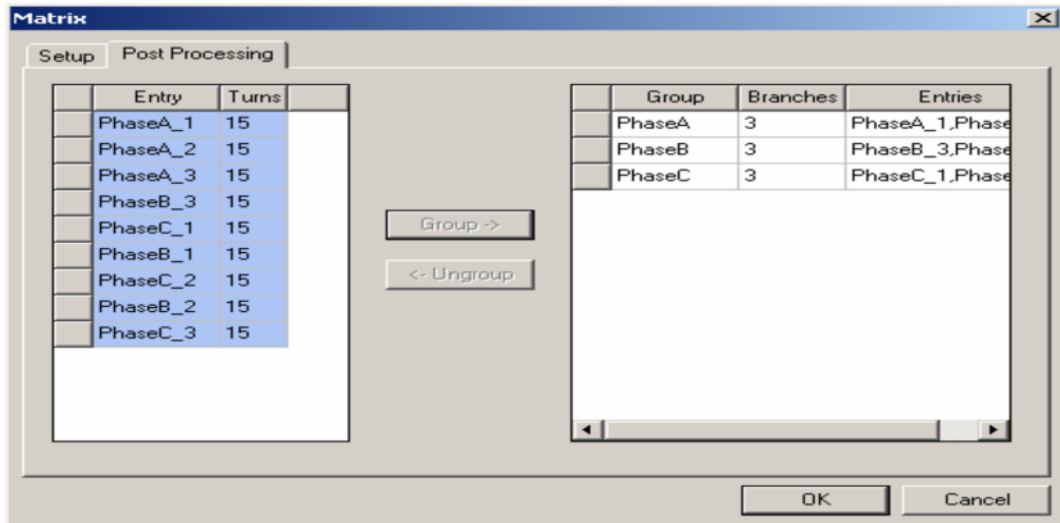 Matrix
Setup Post Processing
Entry Turns
PhaseA_1 15
PhaseA_2 15
PhaseA_3 15
PhaseB_3 15
PhaseC_1 15
PhaseB_1 15
PhaseC_2 15
PhaseB_2 15
PhaseC_3 15
Group ->
<- Ungroup
Group Branches Entries
PhaseA 3 PhaseA_1,Phase
PhaseB 3 PhaseB_3,Phase
PhaseC 3 PhaseC_1,Phase
OK Cancel